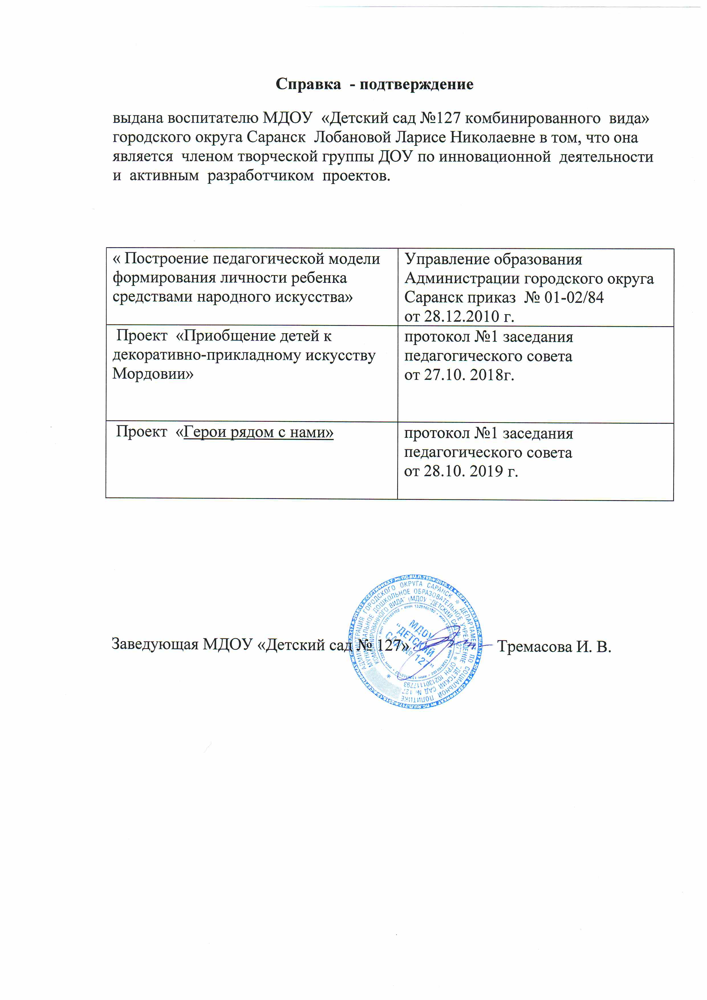 Справка - подтверждение
выдана воспитателю МДОУ «Детский сад №127 комбинированного вида»
городского округа Саранск Лобановой Ларисе Николаевне в том, что она
является членом творческой группы ДОУ по инновационной деятельности
и активным разработчиком проектов.
« Построение педагогической модели
формирования личности ребенка
средствами народного искусства»
Управление образования
Администрации городского округа
Саранск приказ № 01-02/84
от 28.12.2010 г.
Проект «Приобщение детей к
декоративно-прикладному искусству
Мордовии»
протокол №1 заседания
педагогического совета
от 27.10. 2018г.
Проект «Герои рядом с нами»
протокол №1 заседания
педагогического совета
от 28.10. 2019 г.
Заведующая МДОУ «Детский сад № 127» Тремасова И. В.
АДМИНИСТРАЦИЯ ГОРОДСКОГО ОКРУГА САРАНСК * ДЕПАРТАМЕНТ ПО СОЦИАЛЬНОЙ ПОЛИТИКЕ
МУНИЦИПАЛЬНОЕ ДОШКОЛЬНОЕ ОБРАЗОВАТЕЛЬНОЕ УЧРЕЖДЕНИЕ "ДЕТСКИЙ САД № 127
КОМБИНИРОВАННОГО ВИДА" (МДОУ "ДЕТСКИЙ САД № 127") * ОГРН 1021301117793
ИНН 1328160102
МДОУ
"ДЕТСКИЙ
САД №
127"